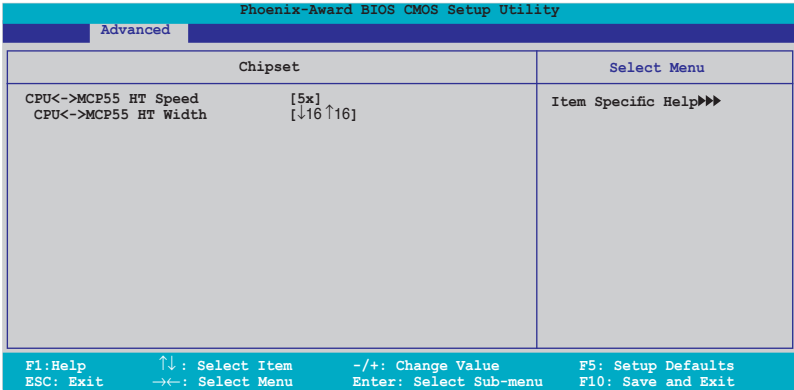 Phoenix-Award BIOS CMOS Setup Utility
Advanced
Chipset
Select Menu
CPU<->MCP55 HT Speed [5x]
CPU<->MCP55 HT Width [↓16 ↑16]
Item Specific Help▶▶▶
F1:Help ↑↓: Select Item -/+: Change Value F5: Setup Defaults
ESC: Exit →←: Select Menu Enter: Select Sub-menu F10: Save and Exit